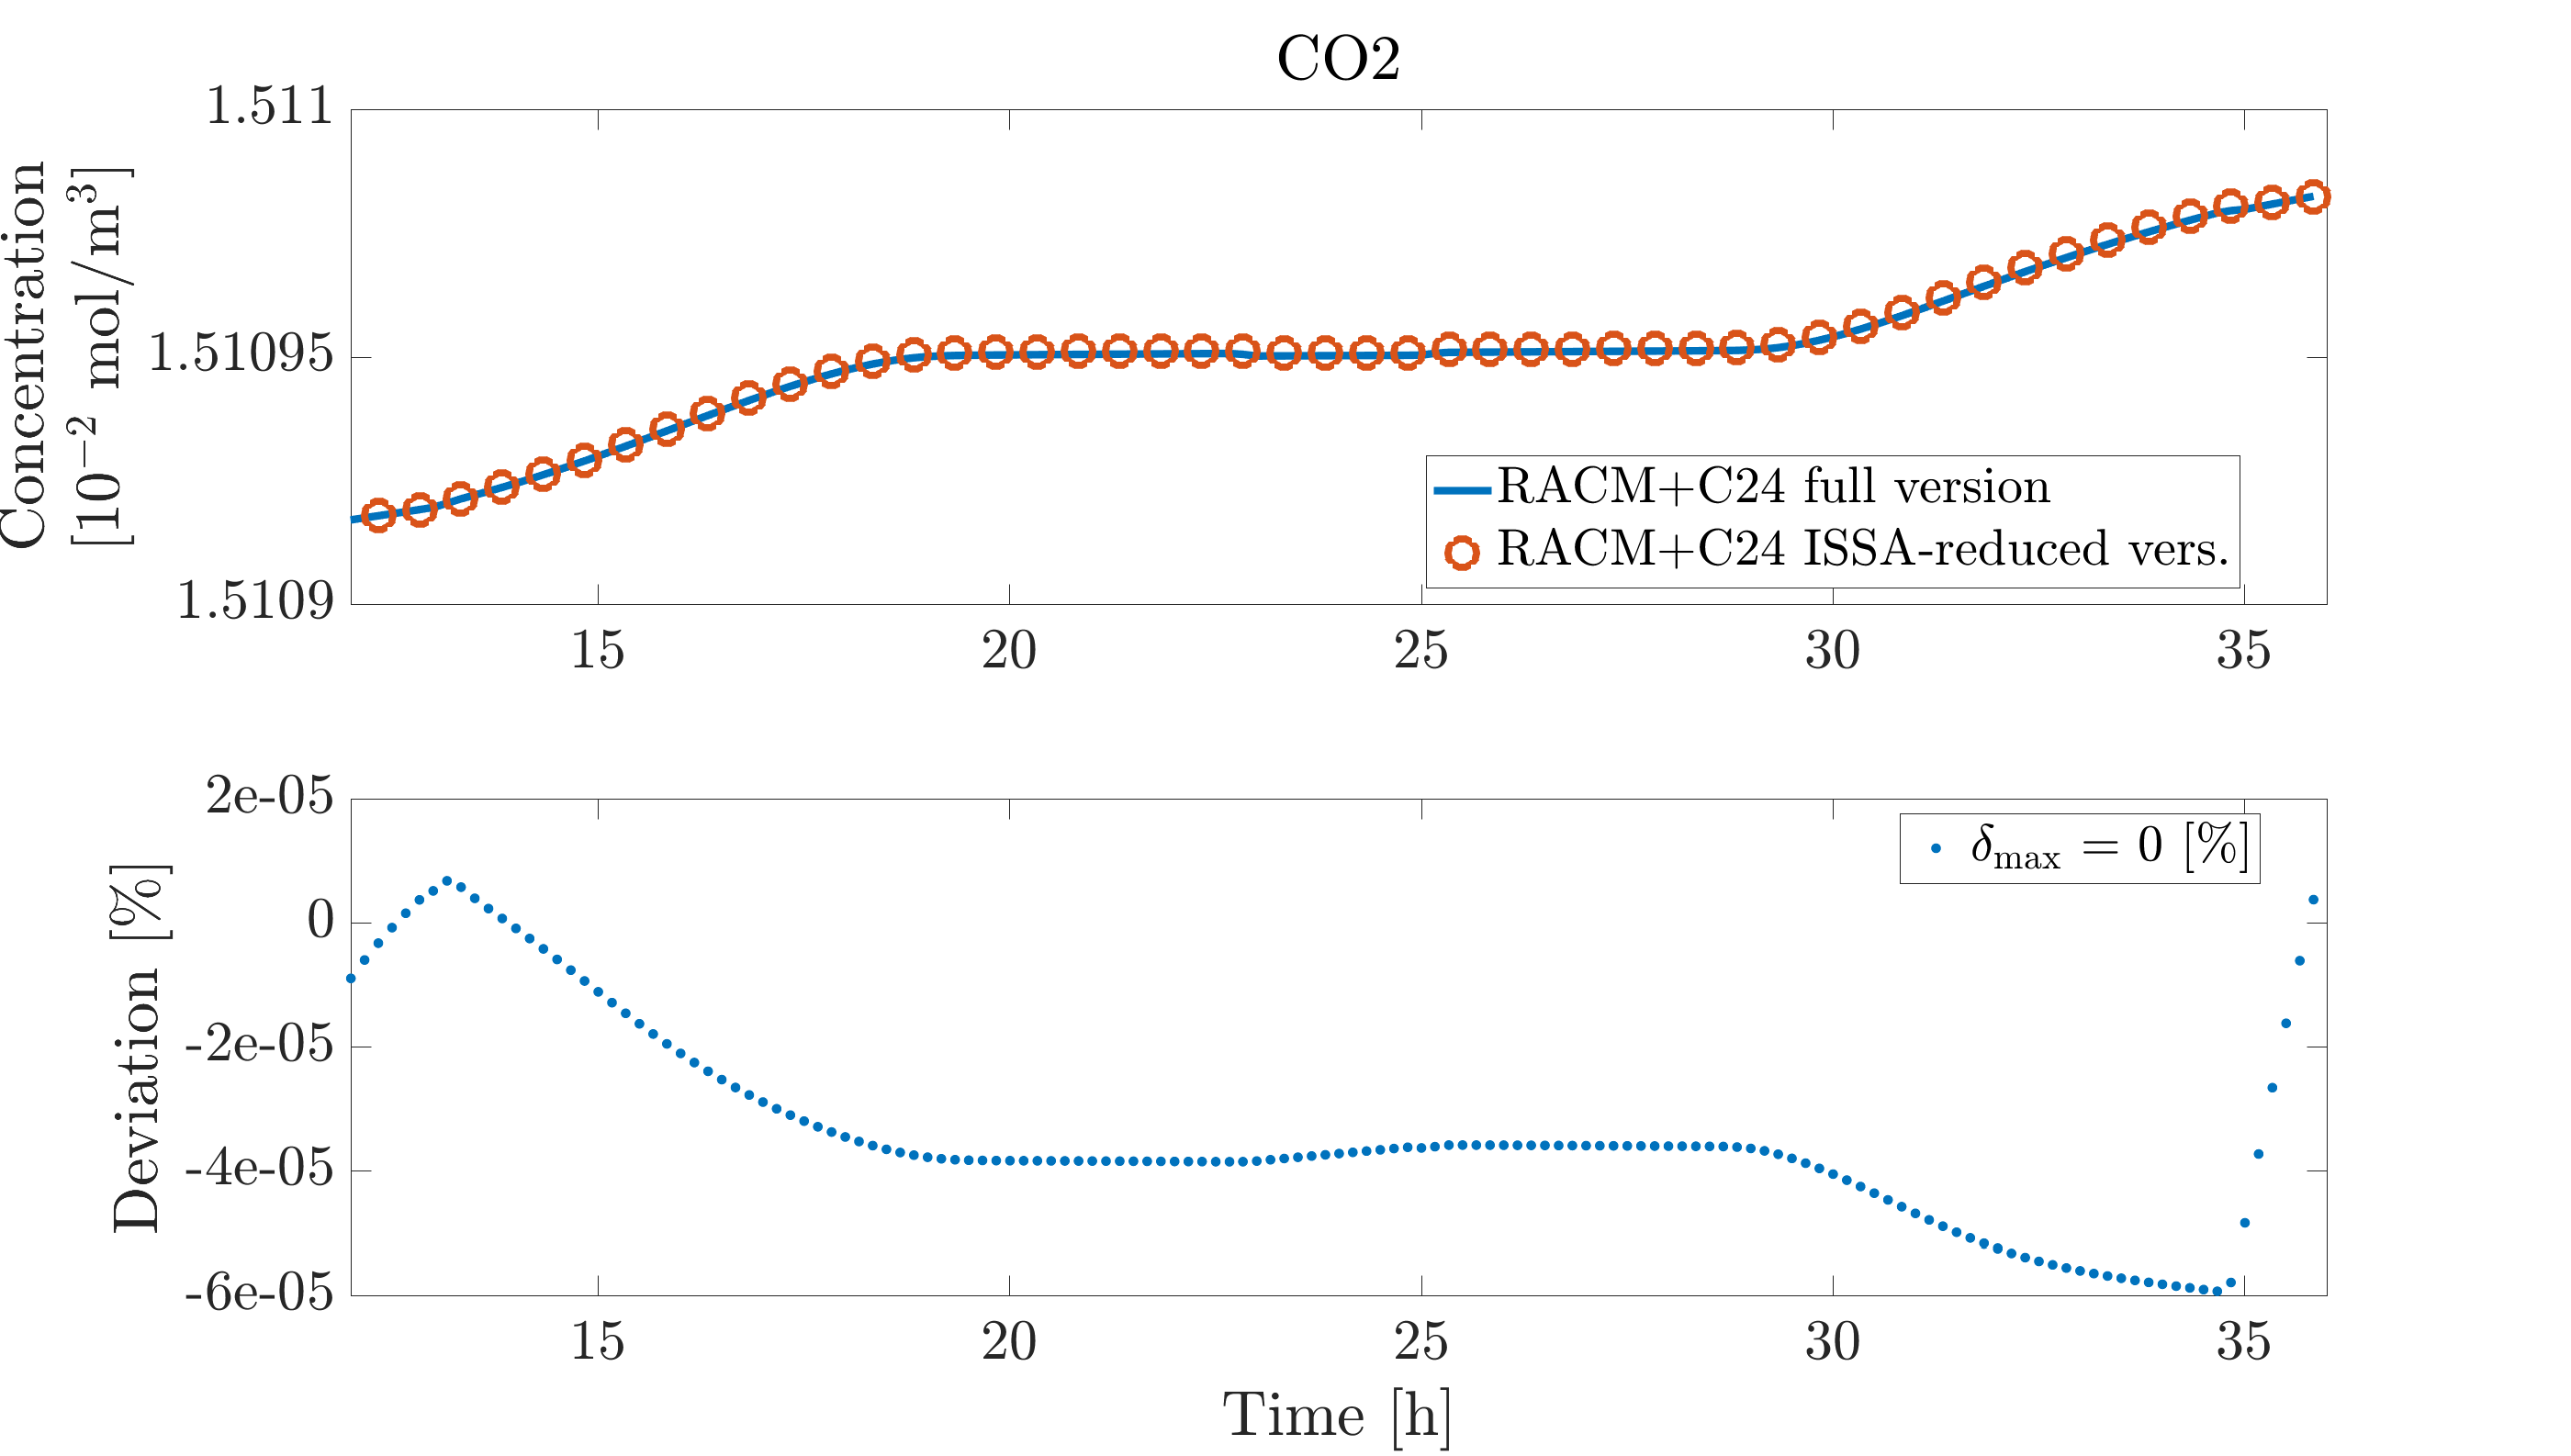 CO2
Concentration
[10⁻² mol/m³]
1.511
1.51095
1.5109
15 20 25 30 35
RACM+C24 full version
RACM+C24 ISSA-reduced vers.
Deviation [%]
2e-05
0
-2e-05
-4e-05
-6e-05
δmax = 0 [%]
15 20 25 30 35
Time [h]